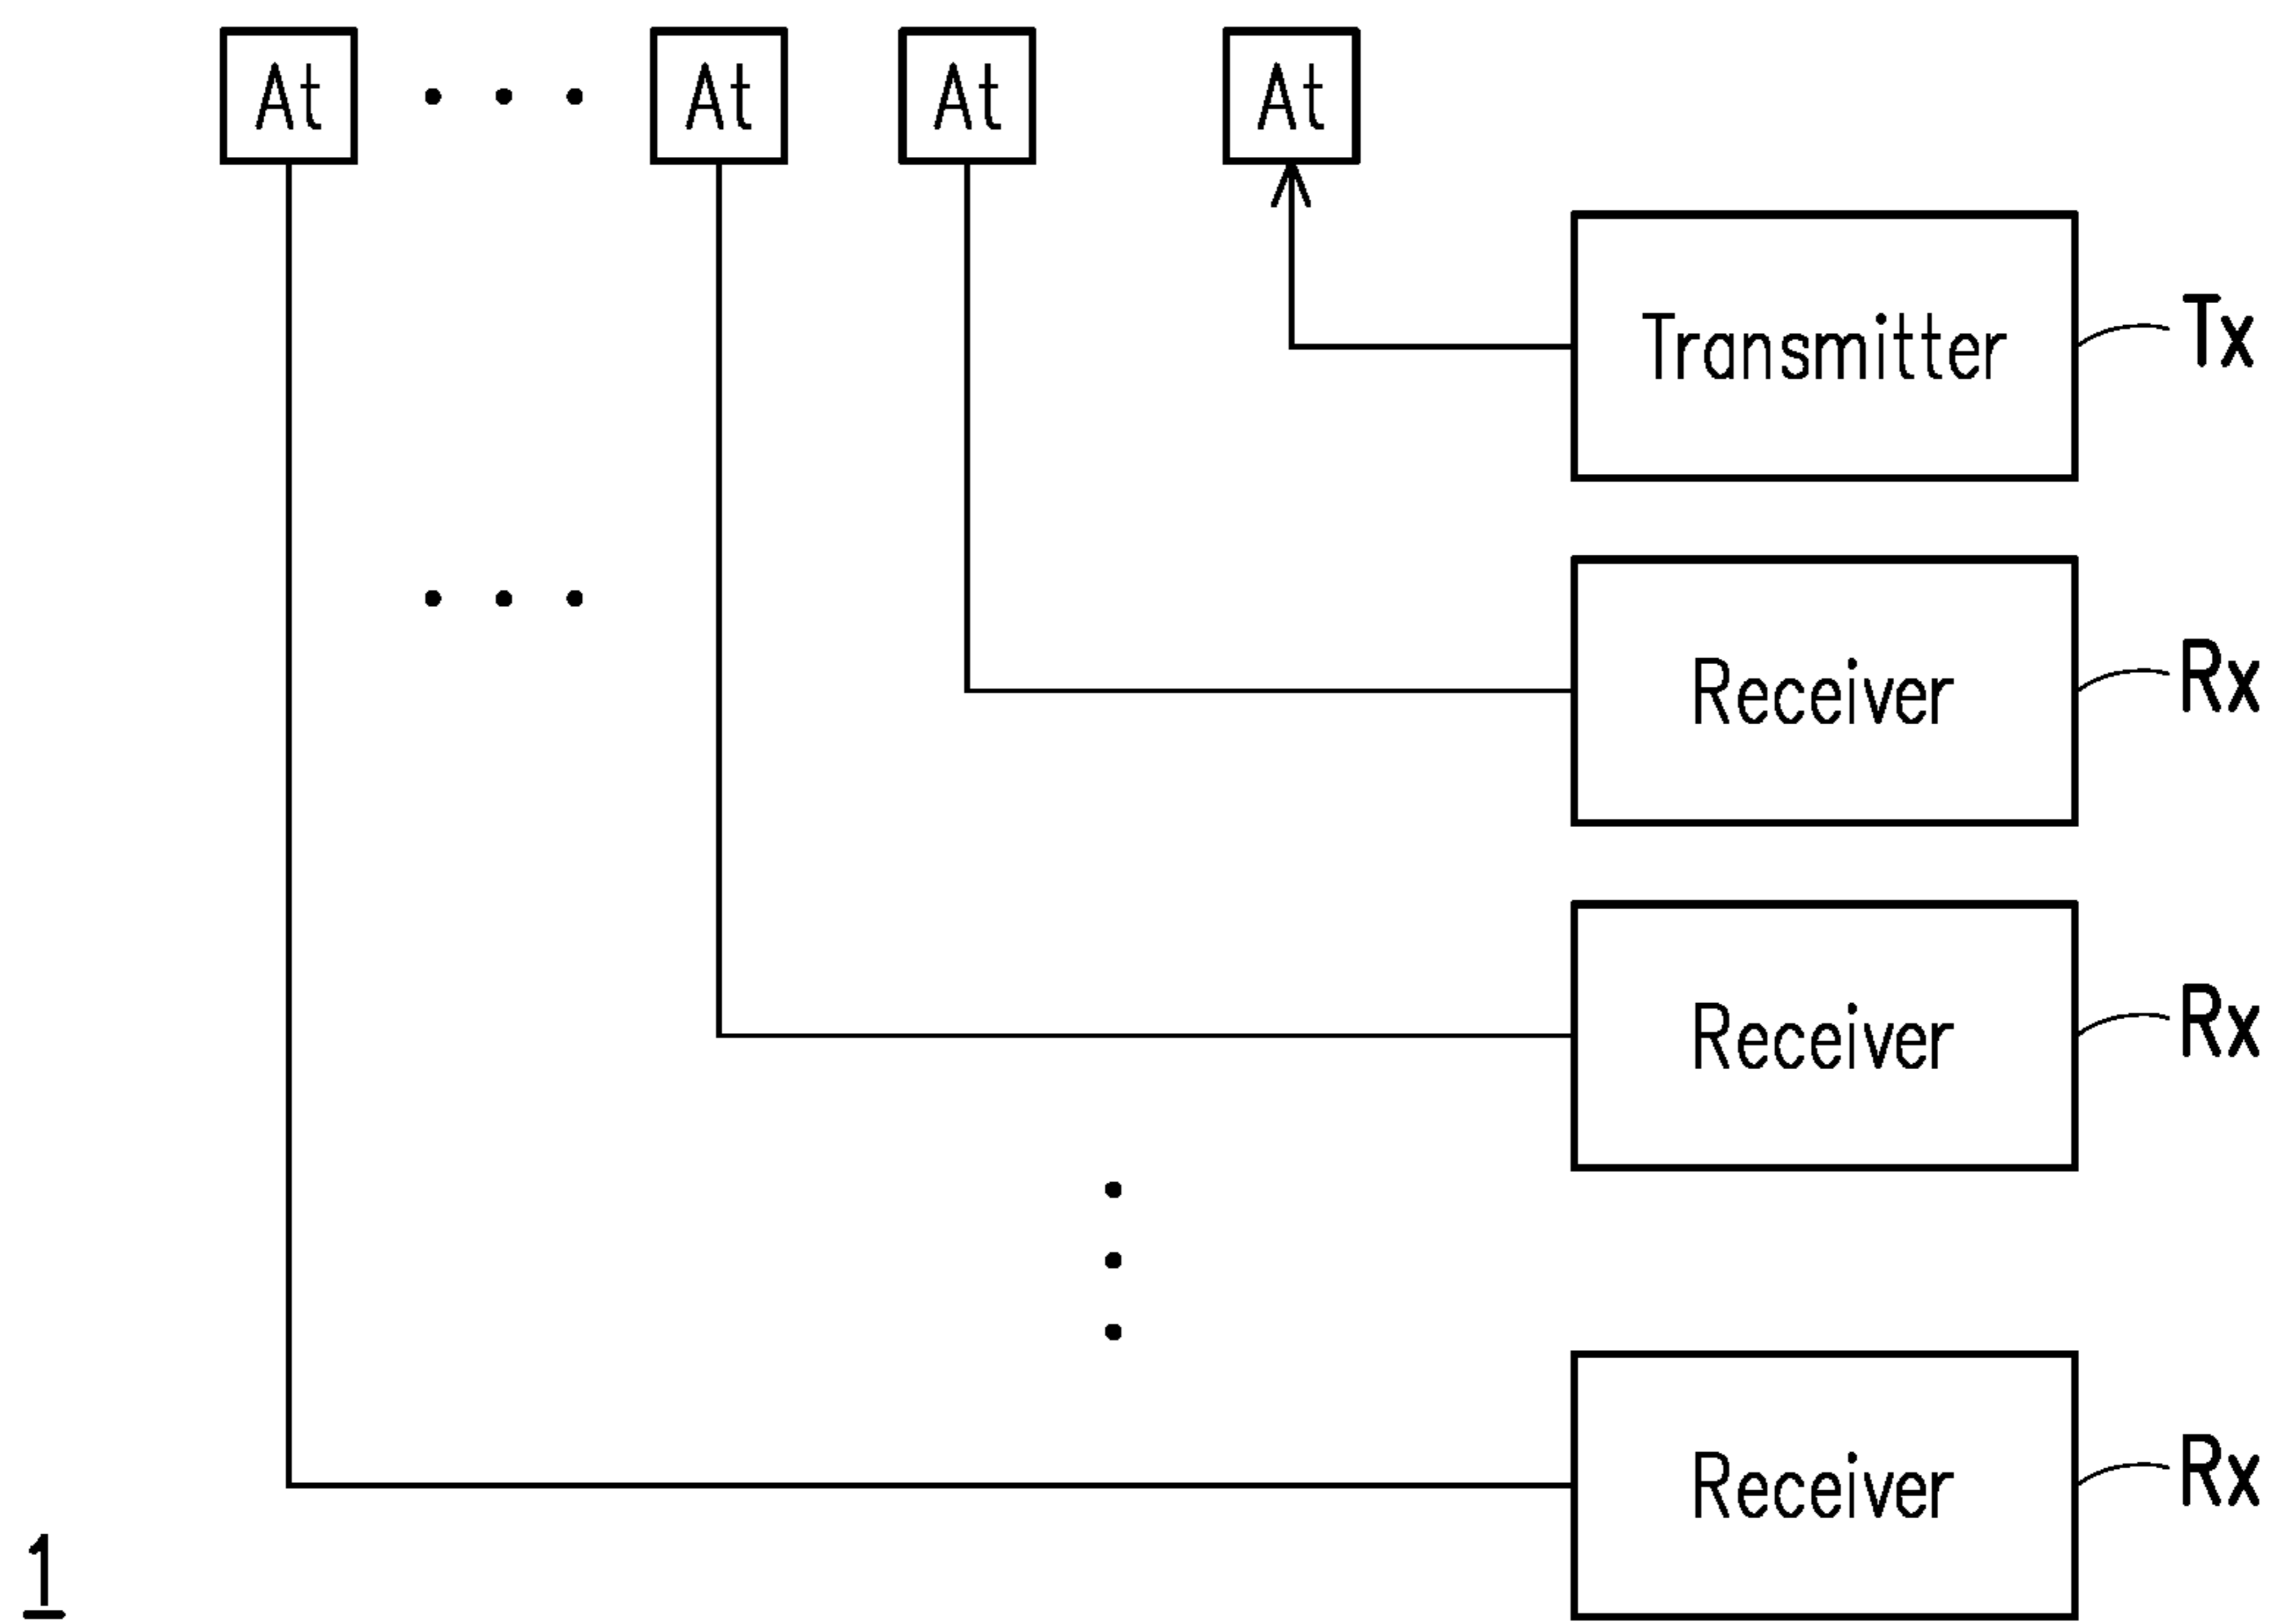 At . . . At At At
Transmitter Tx
. . .
Receiver Rx
Receiver Rx
Receiver Rx
1